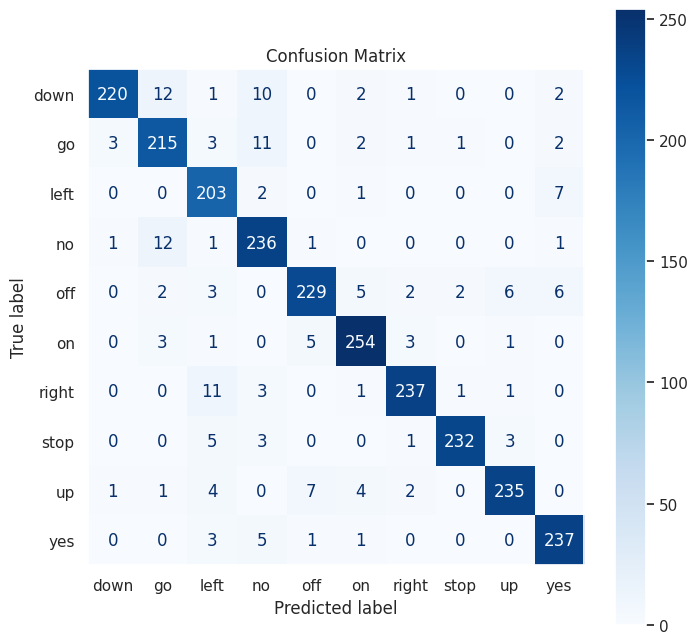 Confusion Matrix
down 220 12 1 10 0 2 1 0 0 2
go 3 215 3 11 0 2 1 1 0 2
left 0 0 203 2 0 1 0 0 0 7
no 1 12 1 236 1 0 0 0 0 1
off 0 2 3 0 229 5 2 2 6 6
on 0 3 1 0 5 254 3 0 1 0
right 0 0 11 3 0 1 237 1 1 0
stop 0 0 5 3 0 0 1 232 3 0
up 1 1 4 0 7 4 2 0 235 0
yes 0 0 3 5 1 1 0 0 0 237
down go left no off on right stop up yes
Predicted label
True label
250
200
150
100
50
0